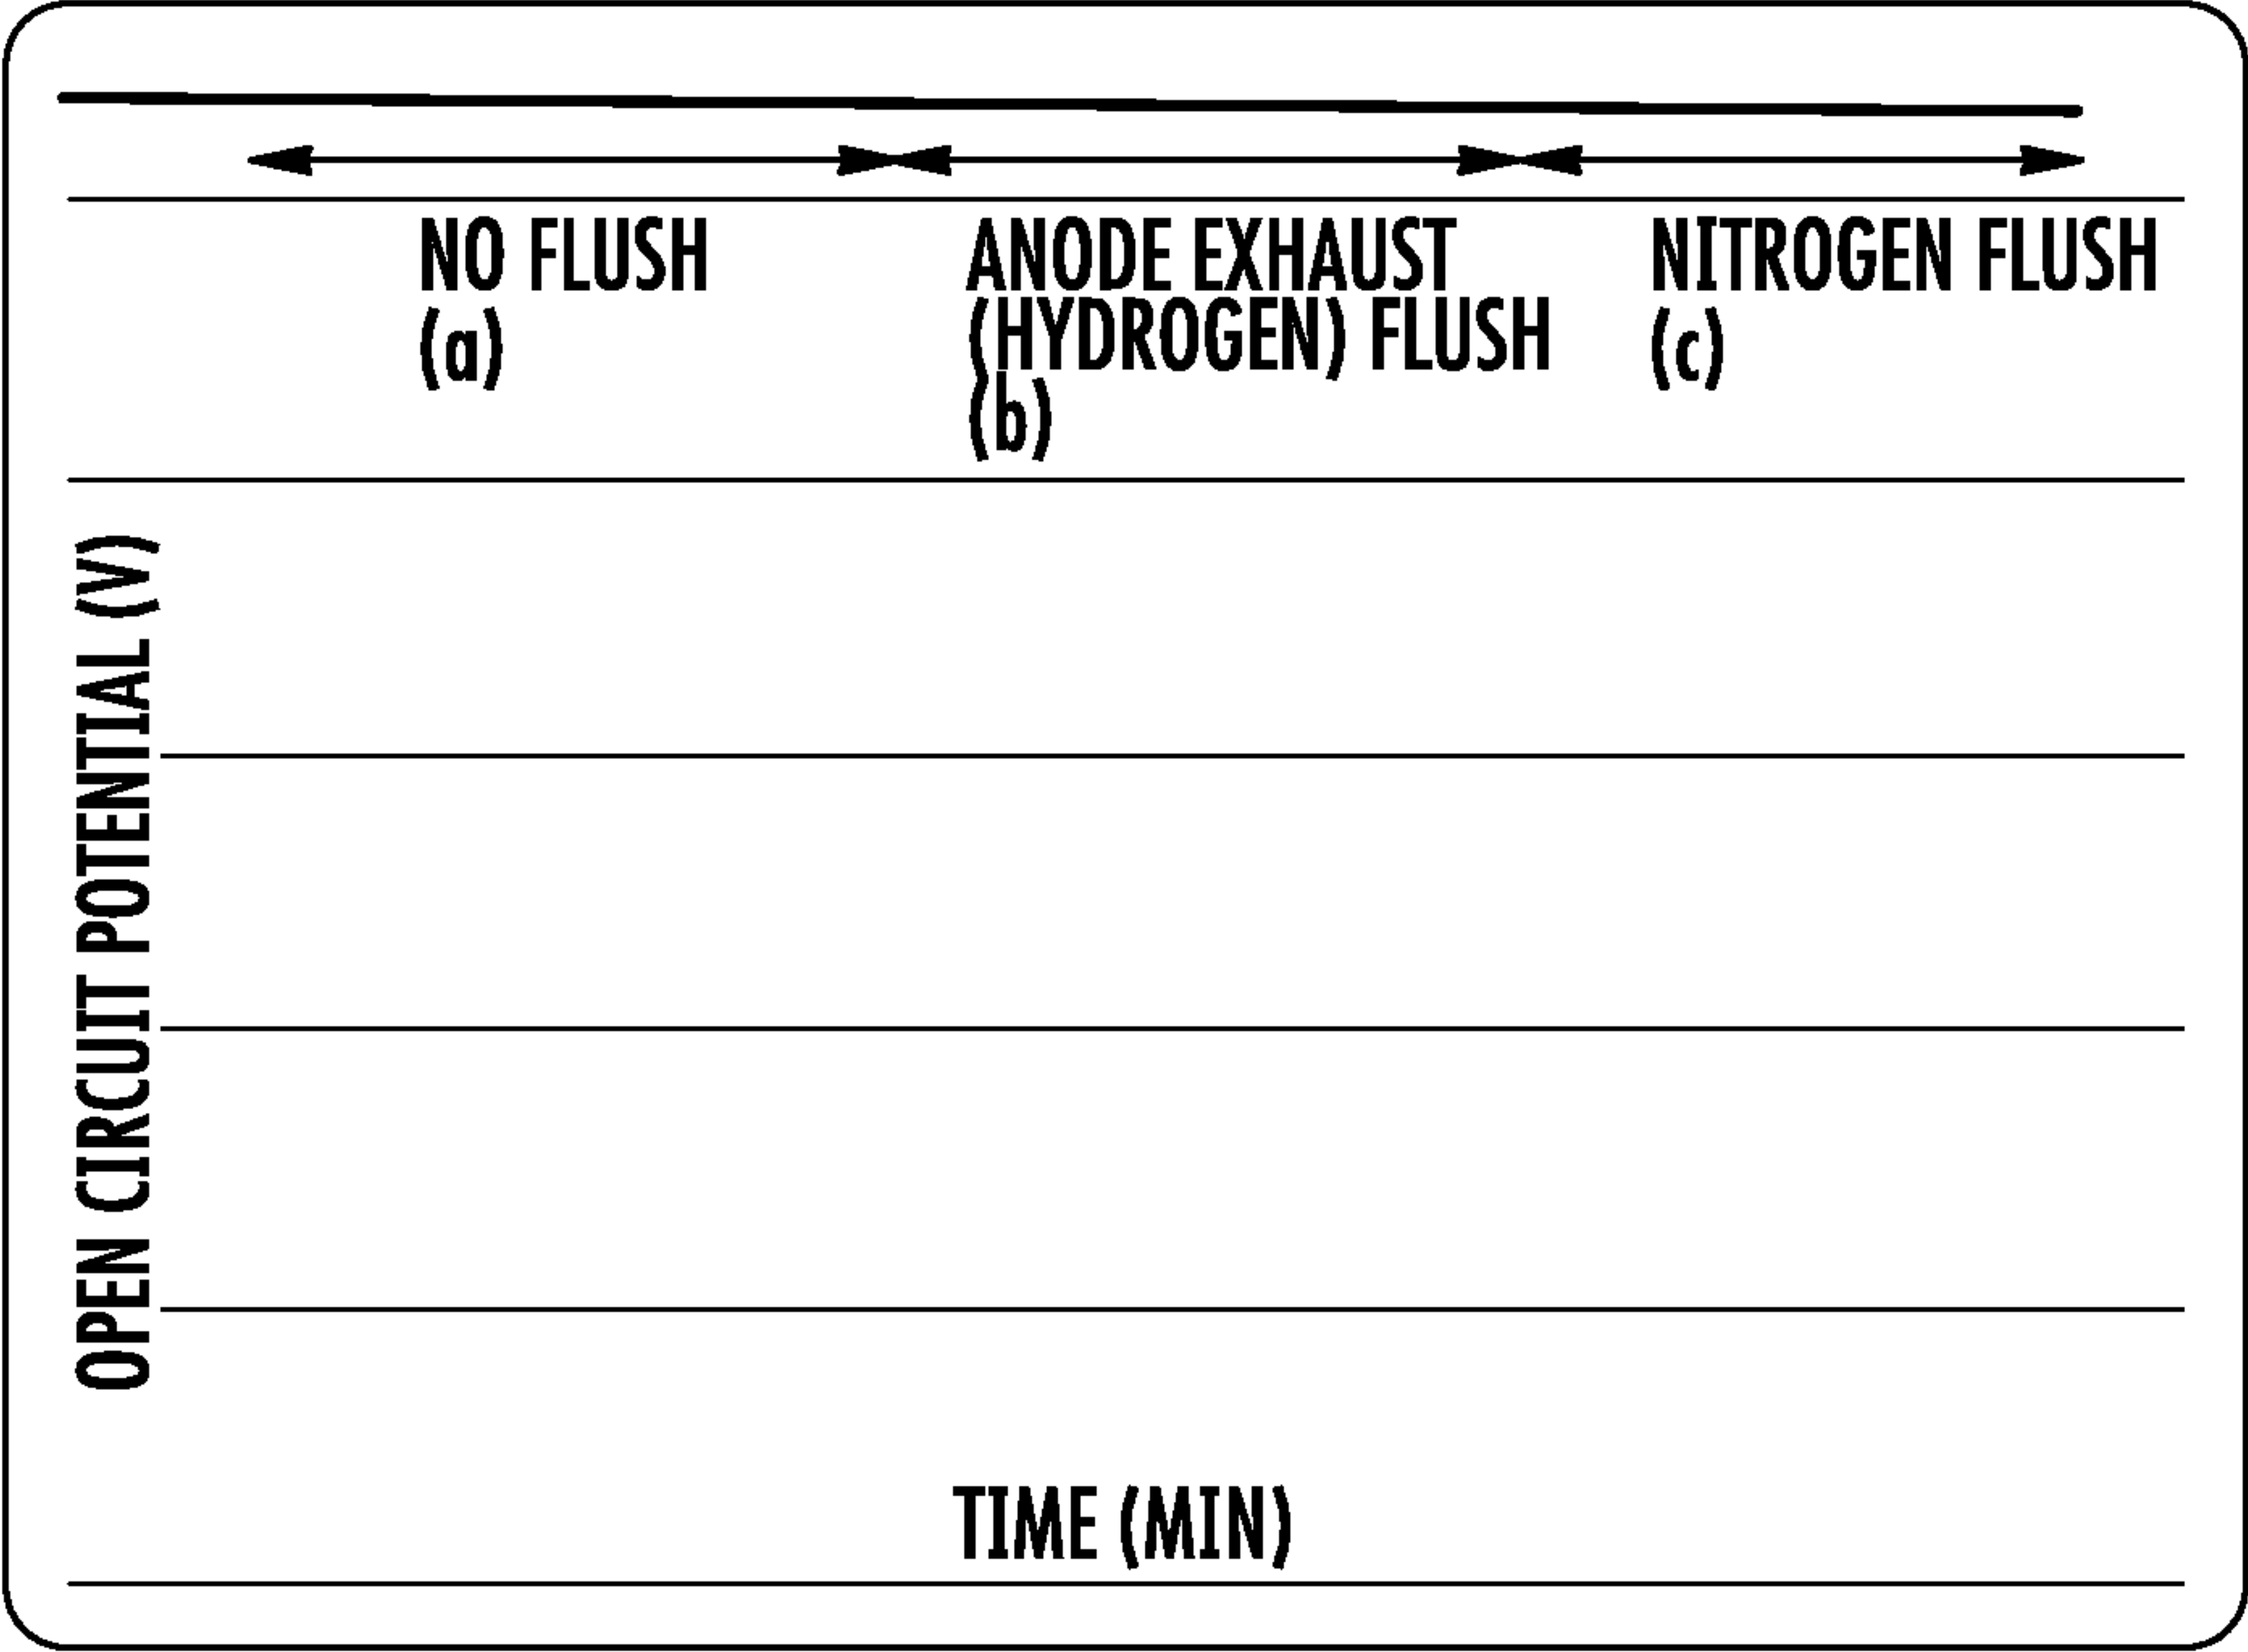 NO FLUSH
(a)
ANODE EXHAUST
(HYDROGEN) FLUSH
(b)
NITROGEN FLUSH
(c)
OPEN CIRCUIT POTENTIAL (V)
TIME (MIN)